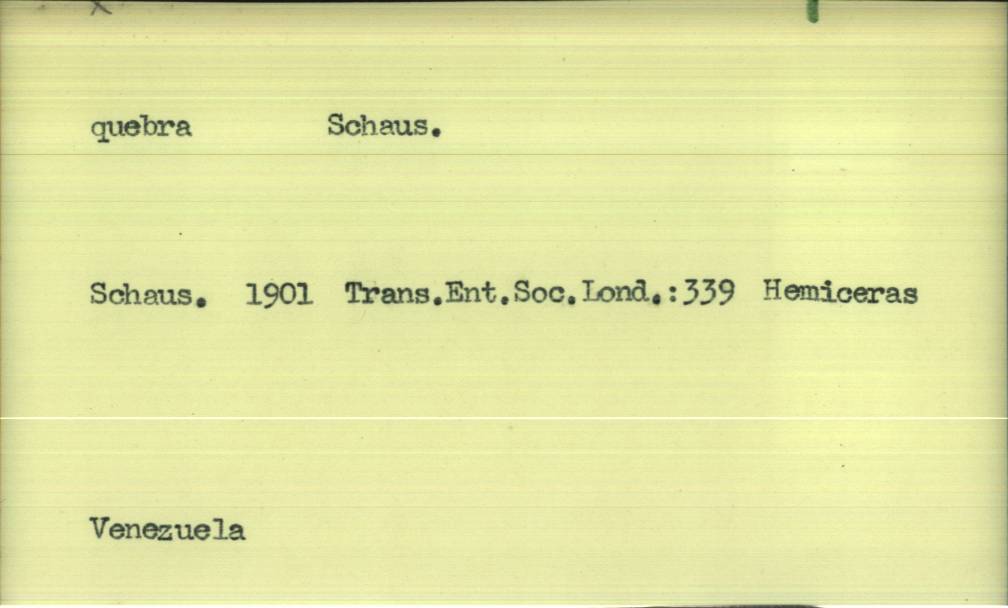 quebra Schaus.
Schaus. 1901 Trans.Ent.Soc.Lond.:339 Hemiceras
Venezuela